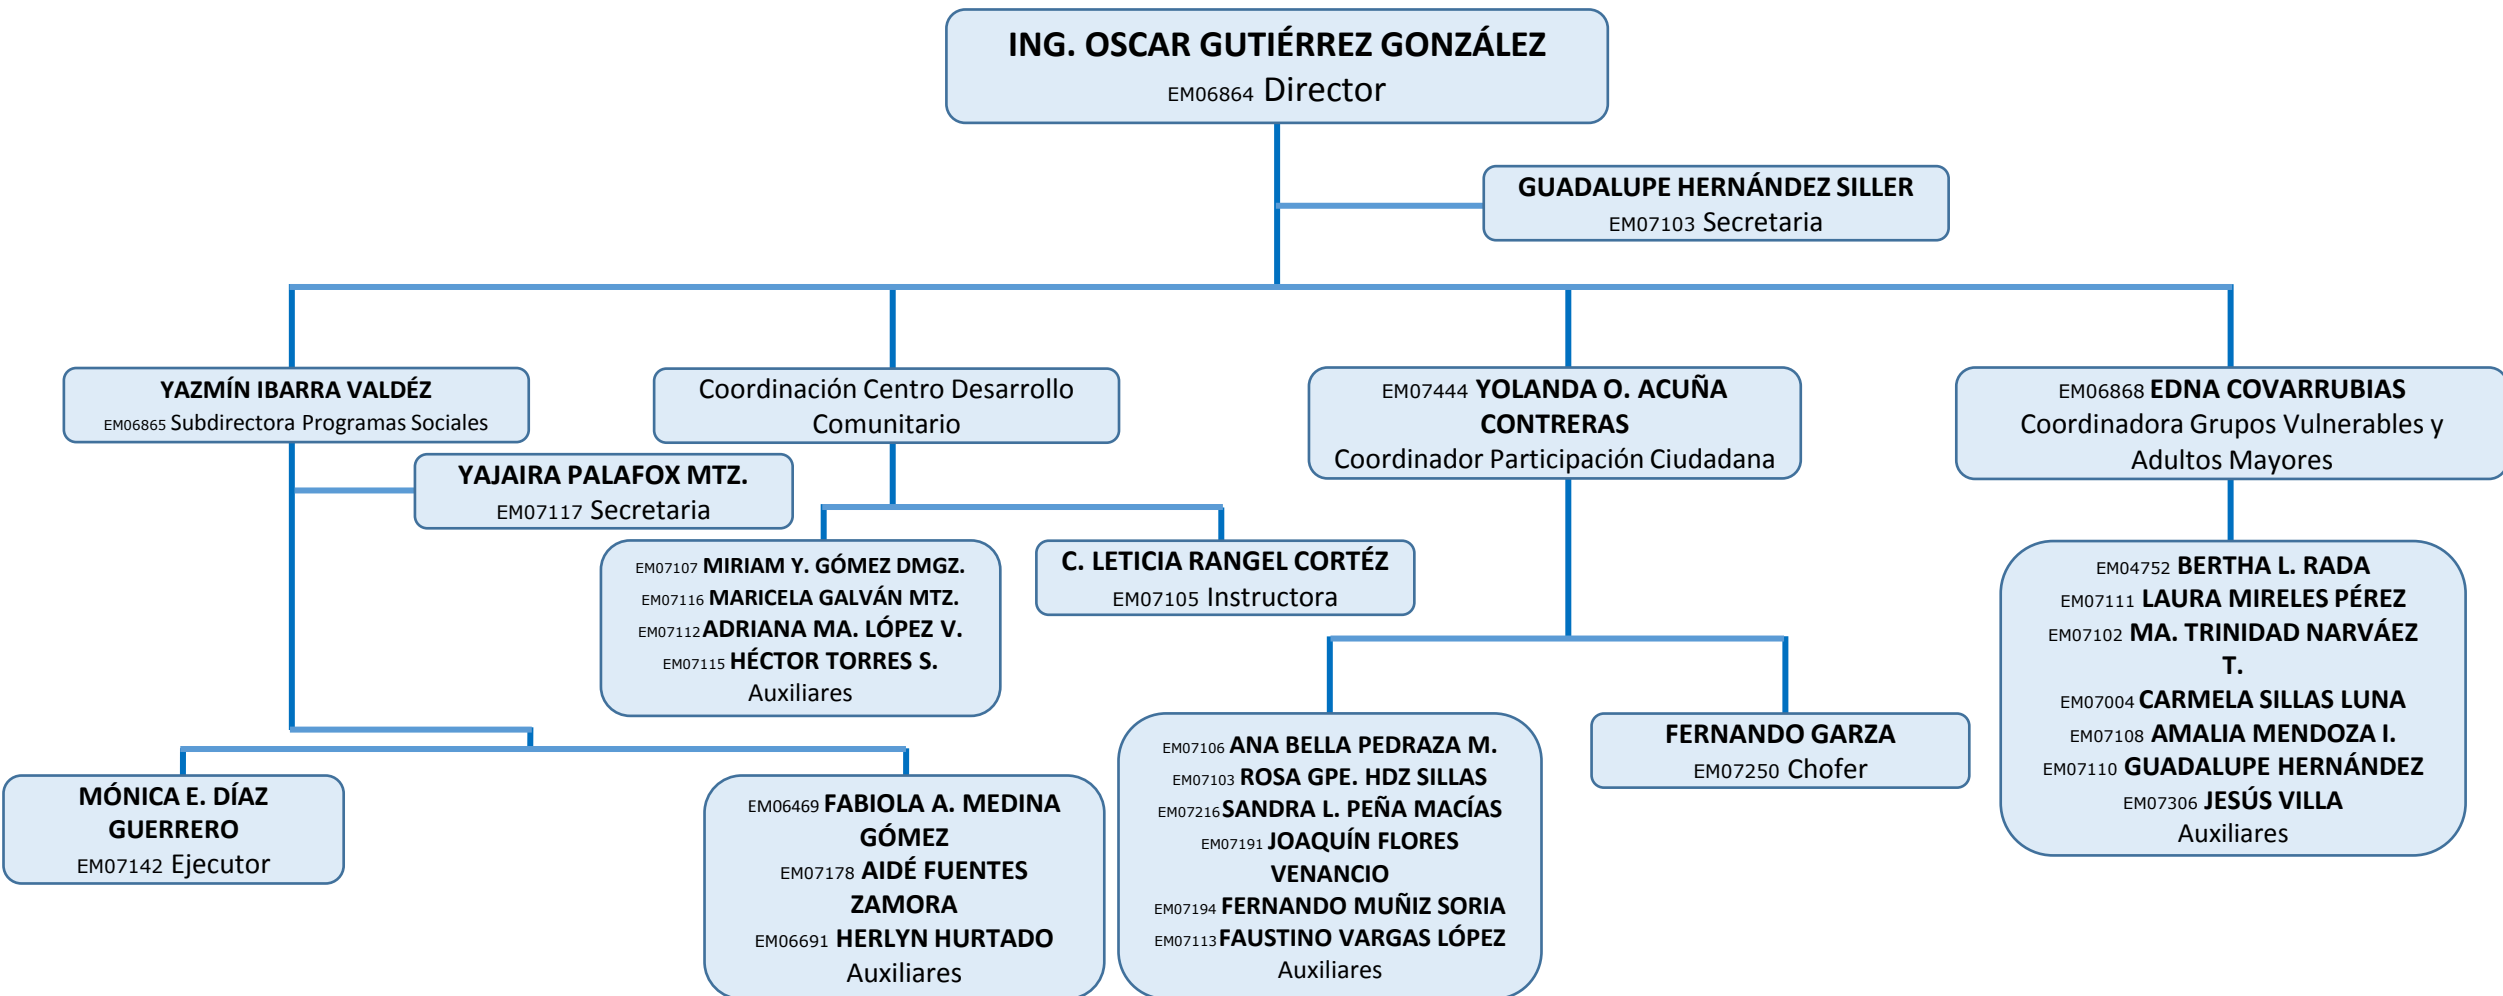 ING. OSCAR GUTIÉRREZ GONZÁLEZ
EM06864 Director
GUADALUPE HERNÁNDEZ SILLER
EM07103 Secretaria
YAZMÍN IBARRA VALDÉZ
EM06865 Subdirectora Programas Sociales
Coordinación Centro Desarrollo
Comunitario
EM07444 YOLANDA O. ACUÑA
CONTRERAS
Coordinador Participación Ciudadana
EM06868 EDNA COVARRUBIAS
Coordinadora Grupos Vulnerables y
Adultos Mayores
YAJAIRA PALAFOX MTZ.
EM07117 Secretaria
EM07107 MIRIAM Y. GÓMEZ DMGZ.
EM07116 MARICELA GALVÁN MTZ.
EM07112 ADRIANA MA. LÓPEZ V.
EM07115 HÉCTOR TORRES S.
Auxiliares
C. LETICIA RANGEL CORTÉZ
EM07105 Instructora
EM04752 BERTHA L. RADA
EM07111 LAURA MIRELES PÉREZ
EM07102 MA. TRINIDAD NARVÁEZ
T.
EM07004 CARMELA SILLAS LUNA
EM07108 AMALIA MENDOZA I.
EM07110 GUADALUPE HERNÁNDEZ
EM07306 JESÚS VILLA
Auxiliares
MÓNICA E. DÍAZ
GUERRERO
EM07142 Ejecutor
EM06469 FABIOLA A. MEDINA
GÓMEZ
EM07178 AIDÉ FUENTES
ZAMORA
EM06691 HERLYN HURTADO
Auxiliares
EM07106 ANA BELLA PEDRAZA M.
EM07103 ROSA GPE. HDZ SILLAS
EM07216 SANDRA L. PEÑA MACÍAS
EM07191 JOAQUÍN FLORES
VENANCIO
EM07194 FERNANDO MUÑIZ SORIA
EM07113 FAUSTINO VARGAS LÓPEZ
Auxiliares
FERNANDO GARZA
EM07250 Chofer